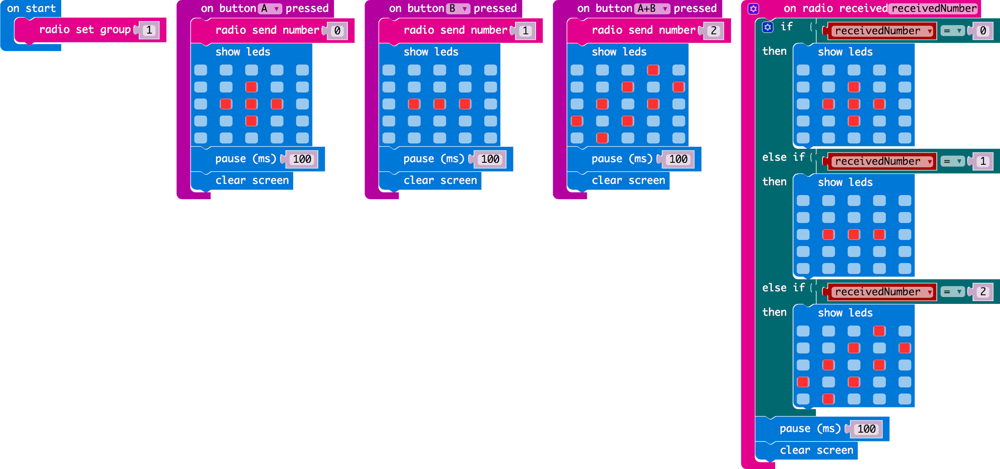 on start
radio set group 1
on button A ▼ pressed
radio send number 0
show leds
pause (ms) 100
clear screen
on button B ▼ pressed
radio send number 1
show leds
pause (ms) 100
clear screen
on button A+B ▼ pressed
radio send number 2
show leds
pause (ms) 100
clear screen
on radio received receivedNumber
if receivedNumber ▼ = ▼ 0
then show leds
else if receivedNumber ▼ = ▼ 1
then show leds
else if receivedNumber ▼ = ▼ 2
then show leds
pause (ms) 100
clear screen